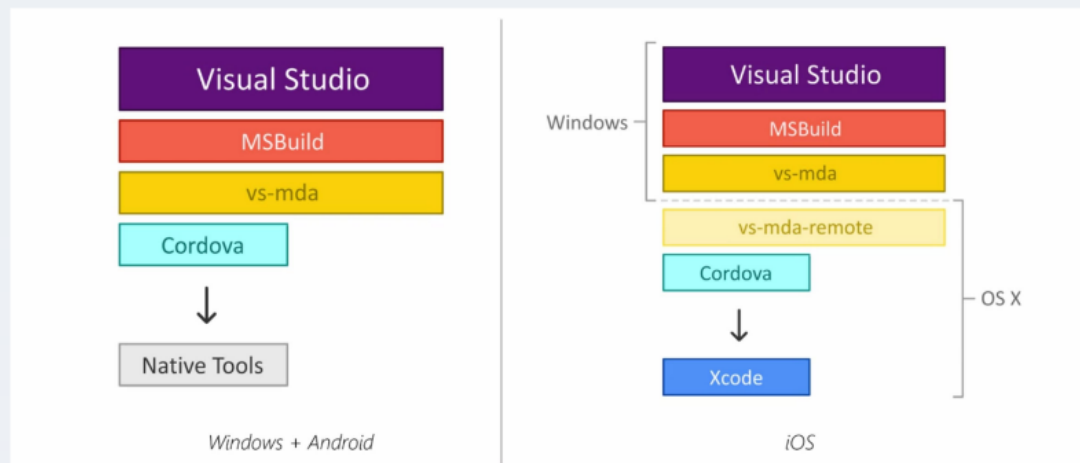 Visual Studio
MSBuild
vs-mda
Cordova
Native Tools
Windows + Android
Windows
Visual Studio
MSBuild
vs-mda
vs-mda-remote
Cordova
OS X
Xcode
iOS